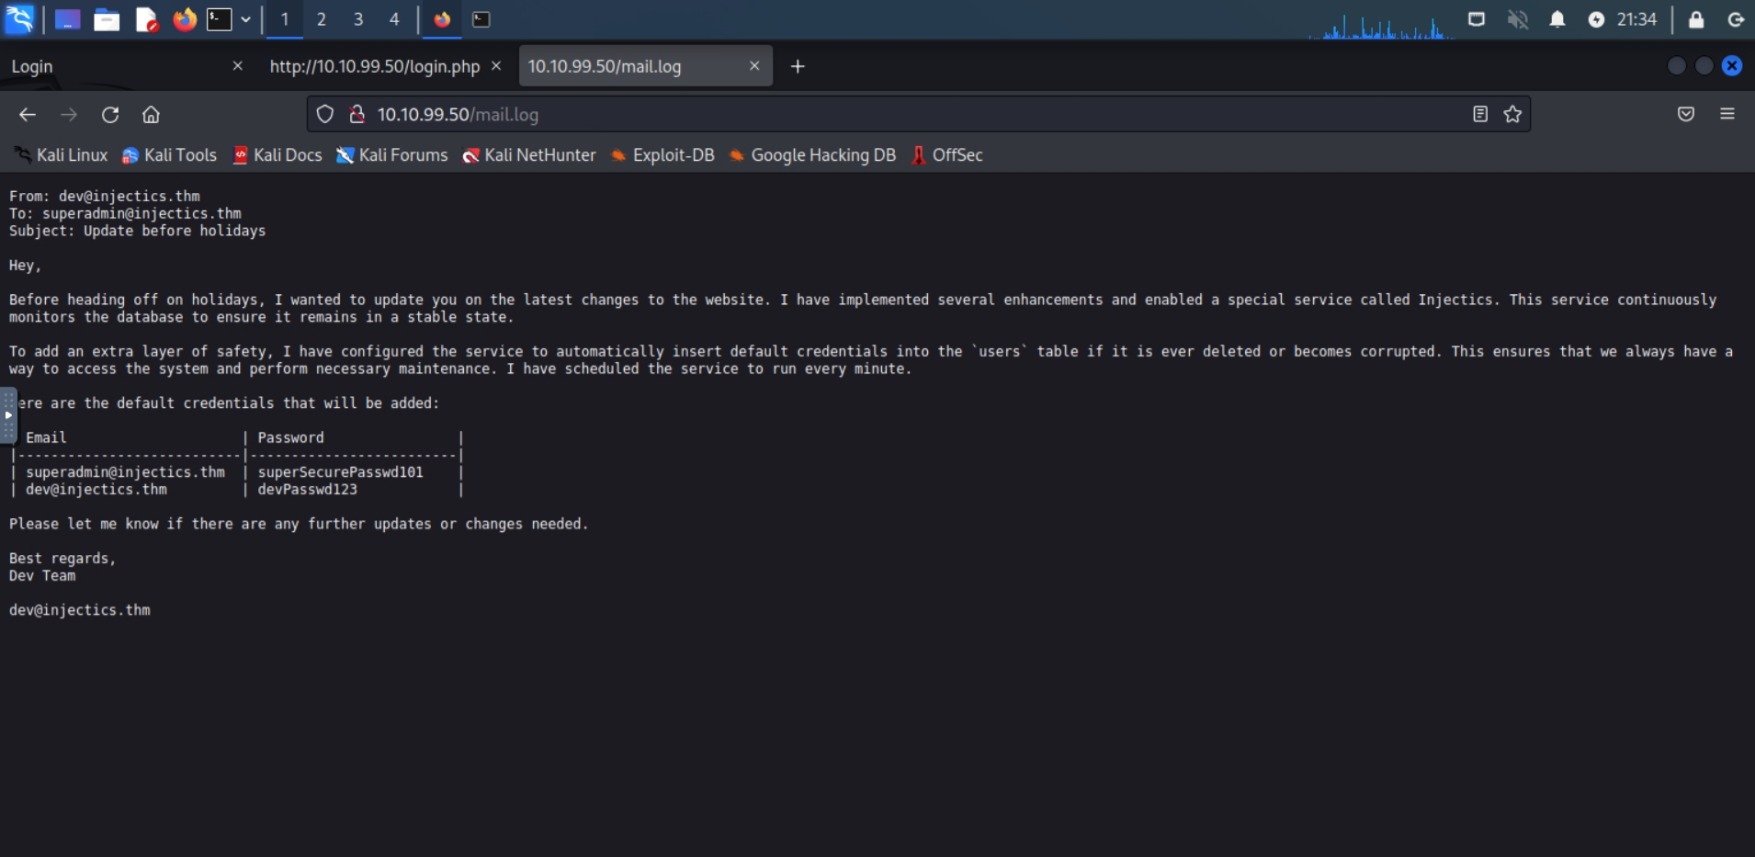 1 2 3 4 21:34
Login × http://10.10.99.50/login.php × 10.10.99.50/mail.log × +
10.10.99.50/mail.log
Kali Linux Kali Tools Kali Docs Kali Forums Kali NetHunter Exploit-DB Google Hacking DB OffSec
From: dev@injectics.thm
To: superadmin@injectics.thm
Subject: Update before holidays
Hey,
Before heading off on holidays, I wanted to update you on the latest changes to the website. I have implemented several enhancements and enabled a special service called Injectics. This service continuously
monitors the database to ensure it remains in a stable state.
To add an extra layer of safety, I have configured the service to automatically insert default credentials into the `users` table if it is ever deleted or becomes corrupted. This ensures that we always have a
way to access the system and perform necessary maintenance. I have scheduled the service to run every minute.
ere are the default credentials that will be added:
| Email | Password |
|---------------------------|-------------------------|
| superadmin@injectics.thm | superSecurePasswd101 |
| dev@injectics.thm | devPasswd123 |
Please let me know if there are any further updates or changes needed.
Best regards,
Dev Team
dev@injectics.thm